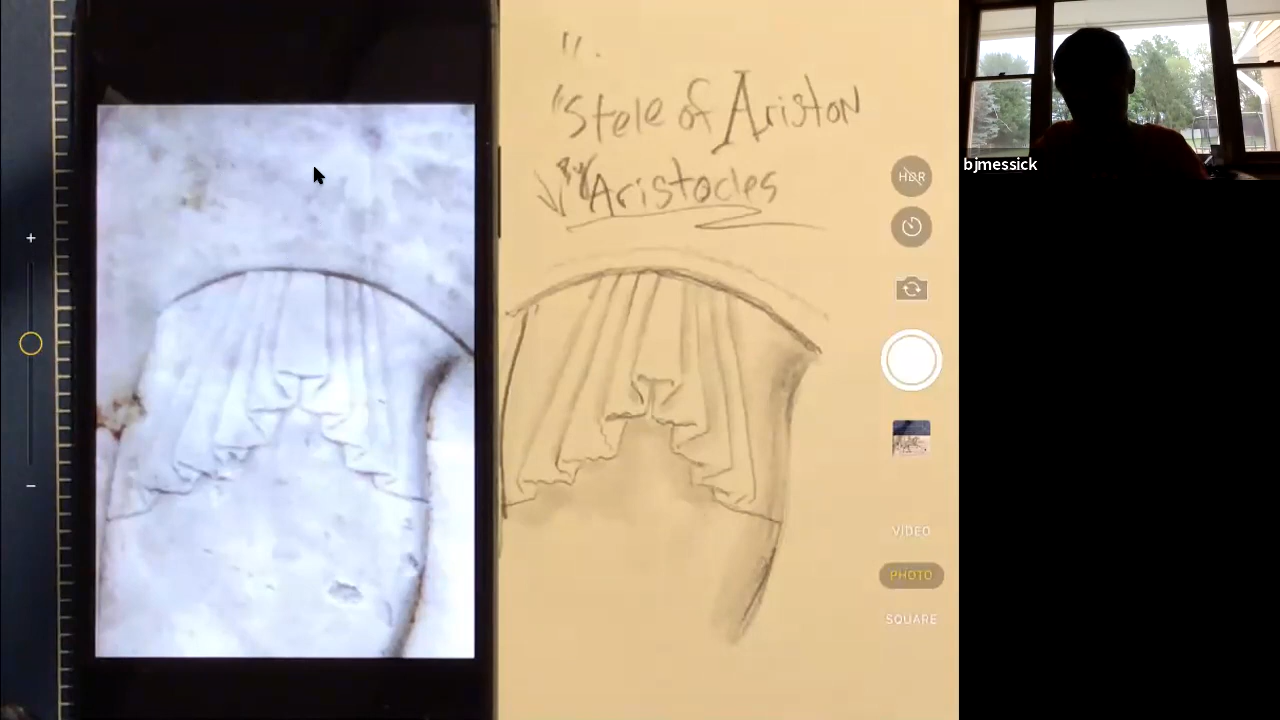 "Stele of Ariston
By Aristocles
HDR
VIDEO
PHOTO
SQUARE
bjmessick